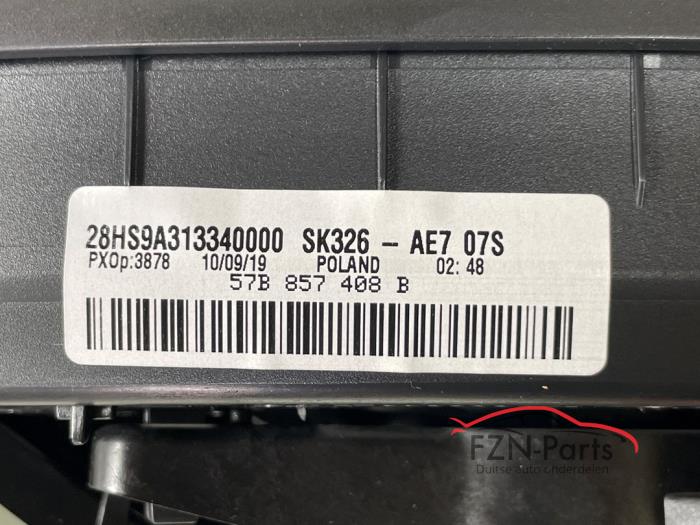 28HS9A313340000 SK326 - AE7 07S
PXOp:3878 10/09/19 POLAND 02:48
57B 857 408 B
FZN-Parts
Duitse auto onderdelen